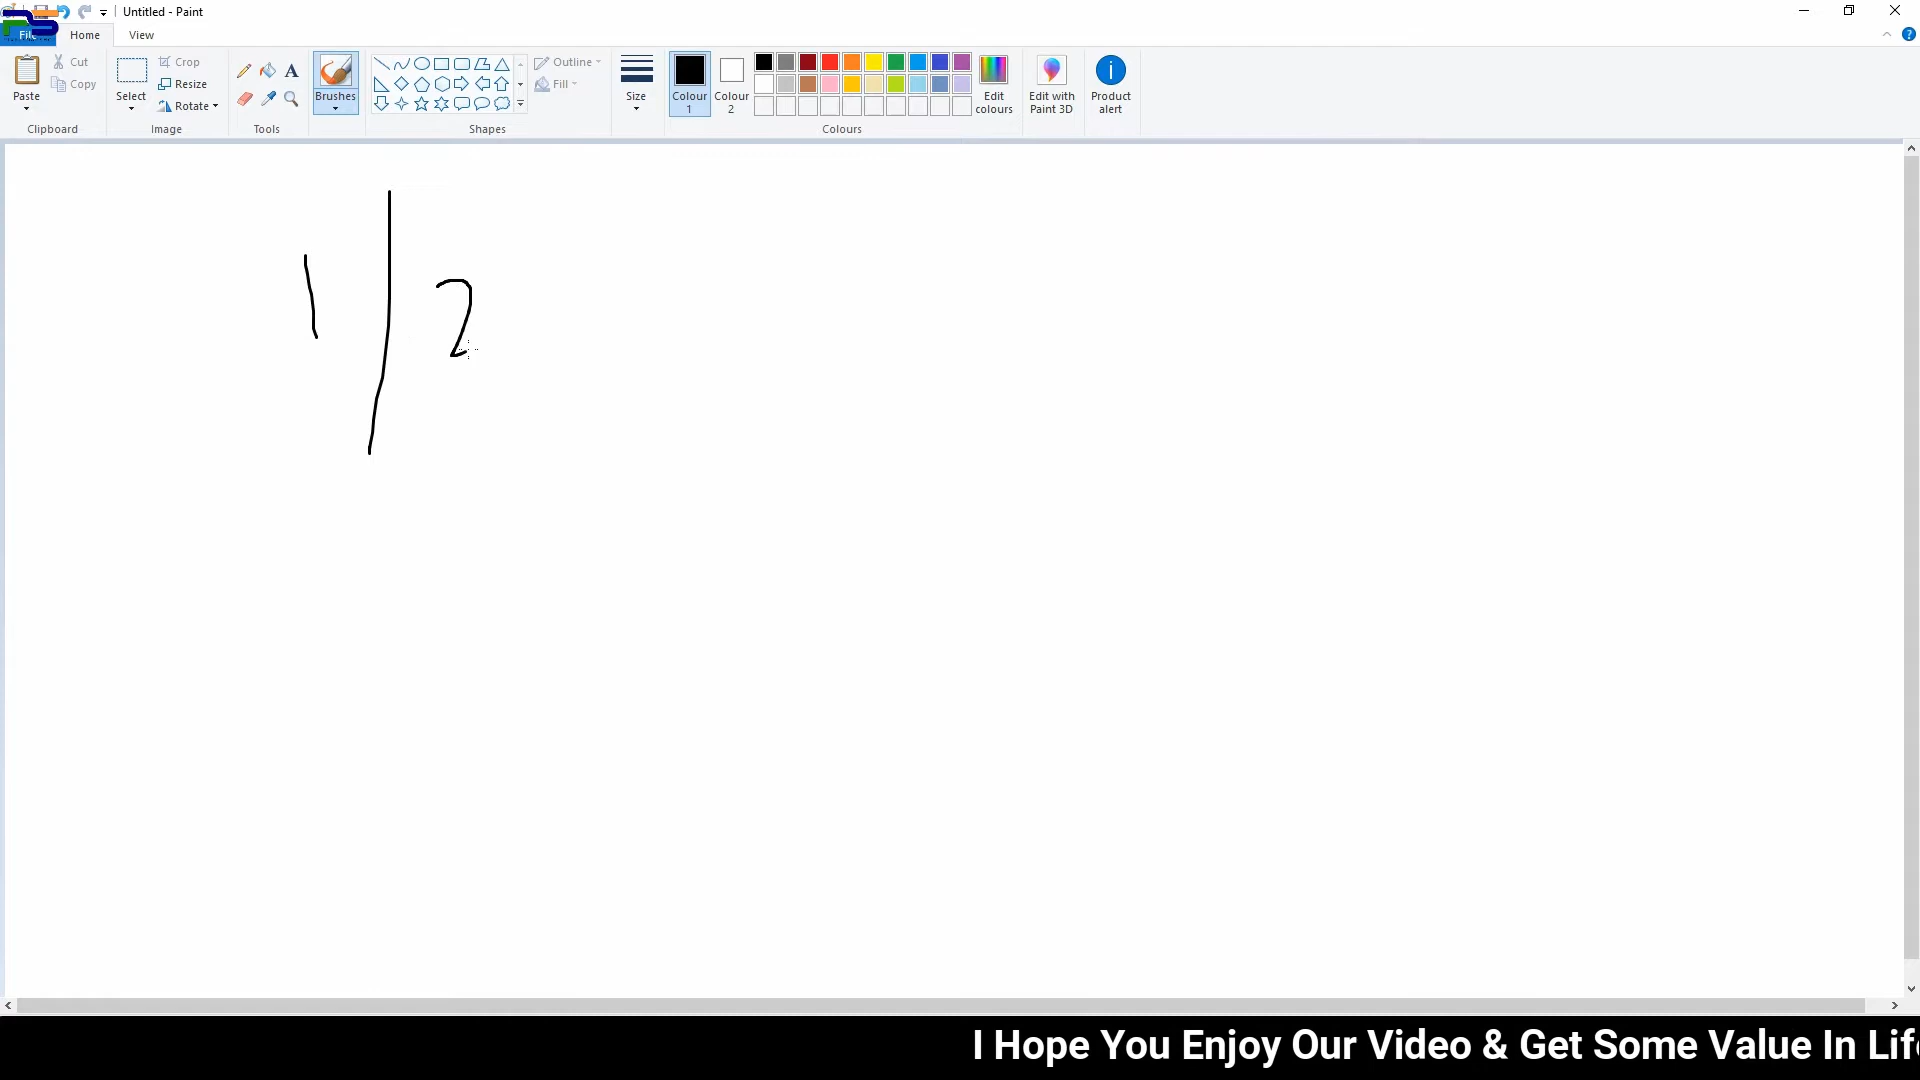 Untitled - Paint
File Home View
Paste
Cut
Copy
Clipboard
Select
Crop
Resize
Rotate
Image
A
Tools
Brushes
Outline
Fill
Shapes
Size
Colour 1
Colour 2
Edit colours
Colours
Edit with Paint 3D
Product alert
1 | 2
I Hope You Enjoy Our Video & Get Some Value In Life